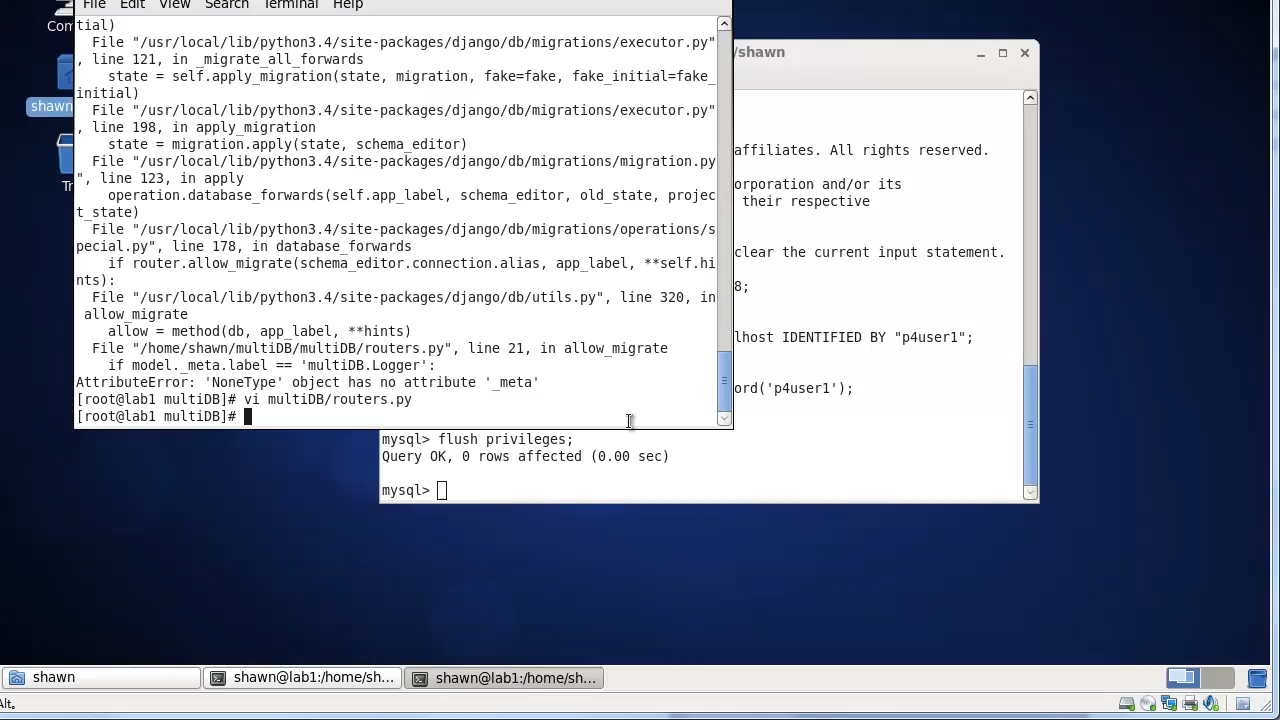 File Edit View Search Terminal Help
Com
shawn
Tr
tial)
File "/usr/local/lib/python3.4/site-packages/django/db/migrations/executor.py"
, line 121, in _migrate_all_forwards
state = self.apply_migration(state, migration, fake=fake, fake_initial=fake_
initial)
File "/usr/local/lib/python3.4/site-packages/django/db/migrations/executor.py"
, line 198, in apply_migration
state = migration.apply(state, schema_editor)
File "/usr/local/lib/python3.4/site-packages/django/db/migrations/migration.py
", line 123, in apply
operation.database_forwards(self.app_label, schema_editor, old_state, projec
t_state)
File "/usr/local/lib/python3.4/site-packages/django/db/migrations/operations/s
pecial.py", line 178, in database_forwards
if router.allow_migrate(schema_editor.connection.alias, app_label, **self.hi
nts):
File "/usr/local/lib/python3.4/site-packages/django/db/utils.py", line 320, in
allow_migrate
allow = method(db, app_label, **hints)
File "/home/shawn/multiDB/multiDB/routers.py", line 21, in allow_migrate
if model._meta.label == 'multiDB.Logger':
AttributeError: 'NoneType' object has no attribute '_meta'
[root@lab1 multiDB]# vi multiDB/routers.py
[root@lab1 multiDB]#
/shawn
affiliates. All rights reserved.
orporation and/or its
their respective
clear the current input statement.
8;
lhost IDENTIFIED BY "p4user1";
ord('p4user1');
mysql> flush privileges;
Query OK, 0 rows affected (0.00 sec)
mysql>
shawn
shawn@lab1:/home/sh...
shawn@lab1:/home/sh...
Alt.